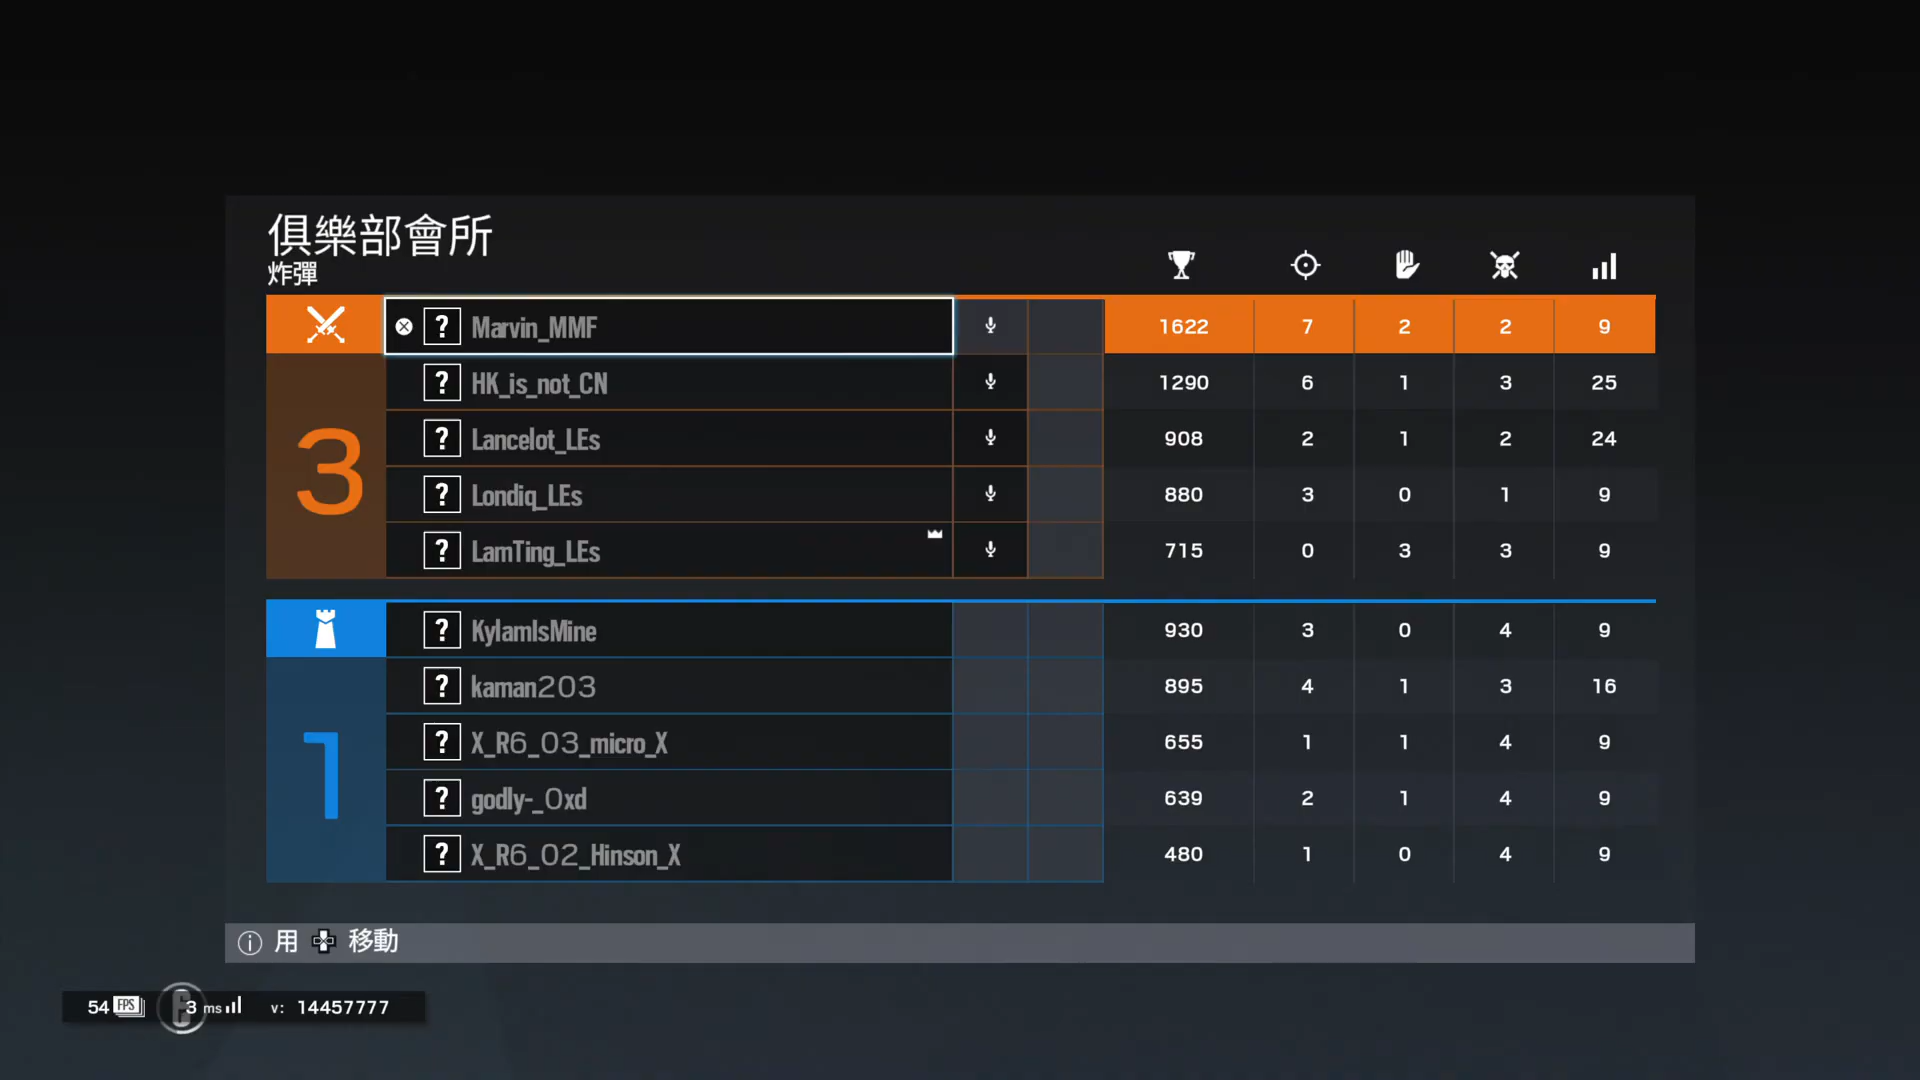 俱樂部會所
炸彈
? Marvin_MMF 1622 7 2 2 9
? HK_is_not_CN 1290 6 1 3 25
3
? Lancelot_LEs 908 2 1 2 24
? Londiq_LEs 880 3 0 1 9
? LamTing_LEs 715 0 3 3 9
? KylamIsMine 930 3 0 4 9
? kaman203 895 4 1 3 16
1
? X_R6_03_micro_X 655 1 1 4 9
? godly-_0xd 639 2 1 4 9
? X_R6_02_Hinson_X 480 1 0 4 9
用 移動
54 FPS 3 ms v: 14457777